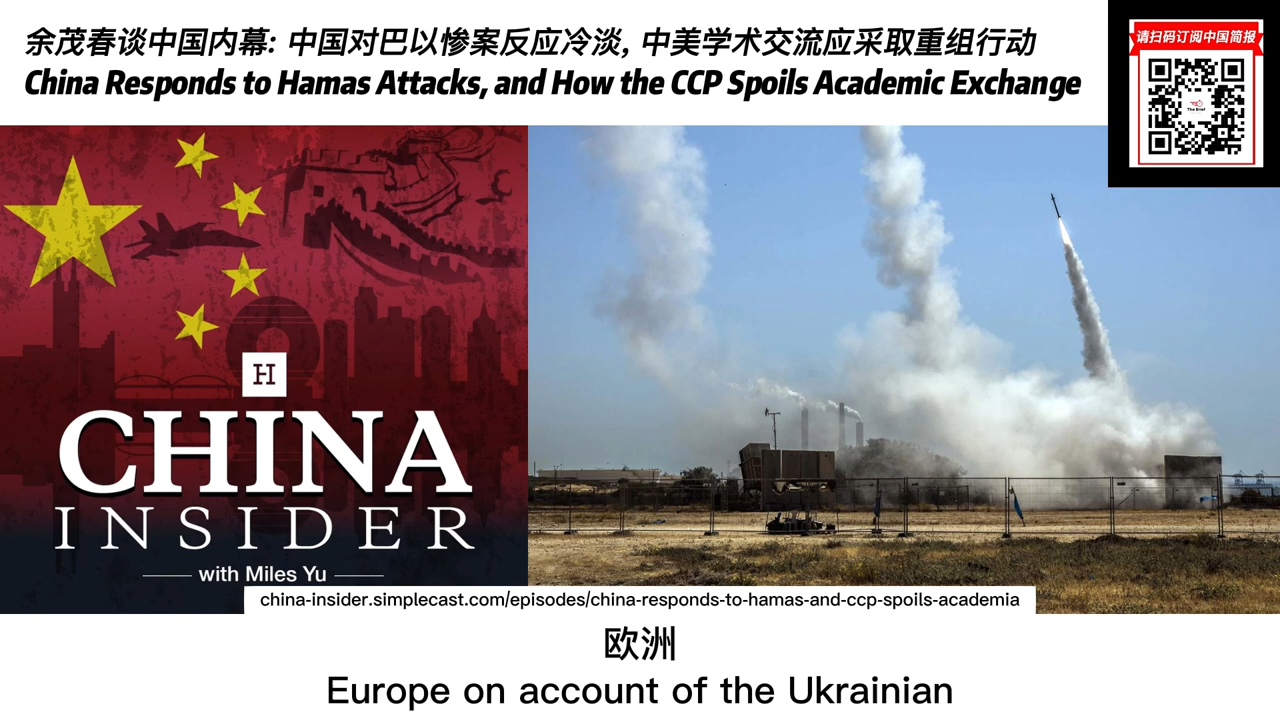 余茂春谈中国内幕: 中国对巴以惨案反应冷淡, 中美学术交流应采取重组行动
China Responds to Hamas Attacks, and How the CCP Spoils Academic Exchange
请扫码订阅中国简报
The Brief
H
CHINA
INSIDER
with Miles Yu
china-insider.simplecast.com/episodes/china-responds-to-hamas-and-ccp-spoils-academia
欧洲
Europe on account of the Ukrainian